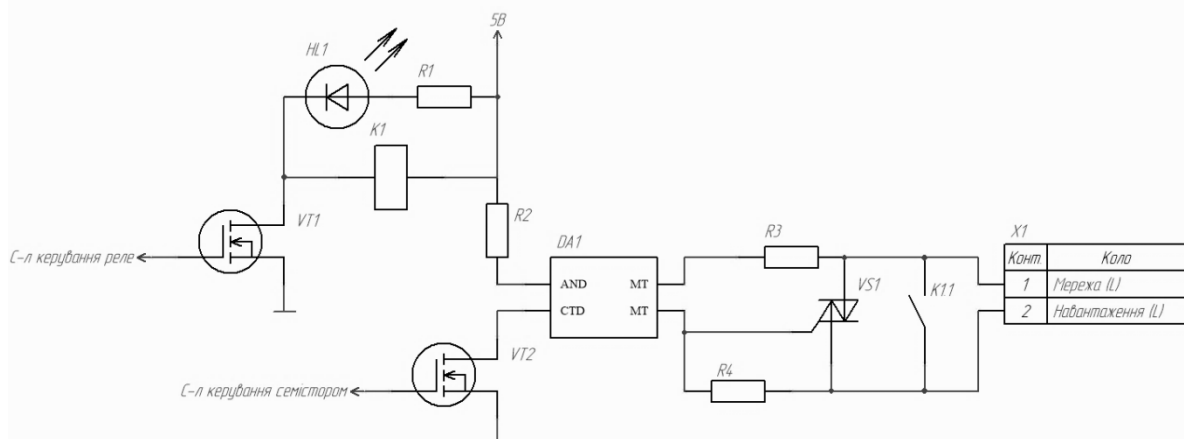 5В
HL1
R1
K1
VT1
С-л керування реле
R2
DA1
AND
CTD
MT
MT
VT2
С-л керування семістором
R3
VS1
K1.1
R4
X1
Конт. Коло
1 Мережа (L)
2 Навантаження (L)